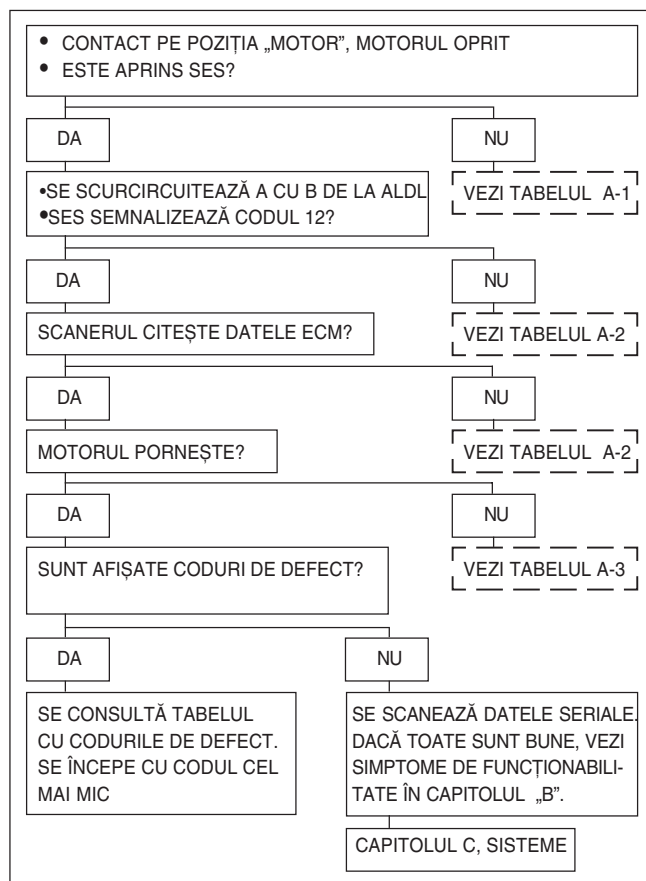 • CONTACT PE POZIȚIA „MOTOR”, MOTORUL OPRIT
• ESTE APRINS SES?
DA
NU
•SE SCURCIRCUITEAZĂ A CU B DE LA ALDL
•SES SEMNALIZEAZĂ CODUL 12?
VEZI TABELUL A-1
DA
NU
SCANERUL CITEȘTE DATELE ECM?
VEZI TABELUL A-2
DA
NU
MOTORUL PORNEȘTE?
VEZI TABELUL A-2
DA
NU
SUNT AFIȘATE CODURI DE DEFECT?
VEZI TABELUL A-3
DA
NU
SE CONSULTĂ TABELUL
CU CODURILE DE DEFECT.
SE ÎNCEPE CU CODUL CEL
MAI MIC
SE SCANEAZĂ DATELE SERIALE.
DACĂ TOATE SUNT BUNE, VEZI
SIMPTOME DE FUNCȚIONABILI-
TATE ÎN CAPITOLUL „B”.
CAPITOLUL C, SISTEME